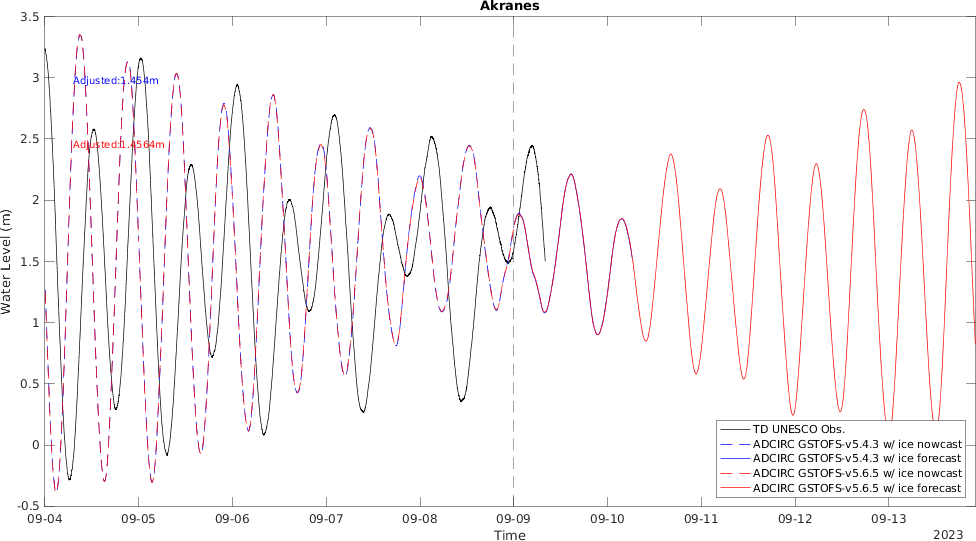 Akranes
3.5
3
2.5
2
1.5
1
0.5
0
-0.5
Water Level (m)
Adjusted:1.454m
Adjusted:1.4564m
TD UNESCO Obs.
ADCIRC GSTOFS-v5.4.3 w/ ice nowcast
ADCIRC GSTOFS-v5.4.3 w/ ice forecast
ADCIRC GSTOFS-v5.6.5 w/ ice nowcast
ADCIRC GSTOFS-v5.6.5 w/ ice forecast
09-04 09-05 09-06 09-07 09-08 09-09 09-10 09-11 09-12 09-13
Time
2023